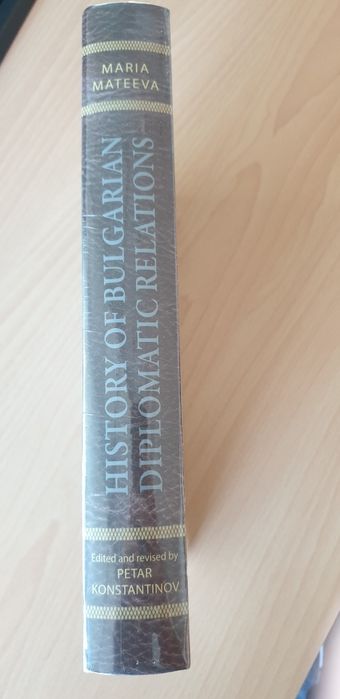 MARIA
MATEEVA
HISTORY OF BULGARIAN
DIPLOMATIC RELATIONS
Edited and revised by
PETAR
KONSTANTINOV